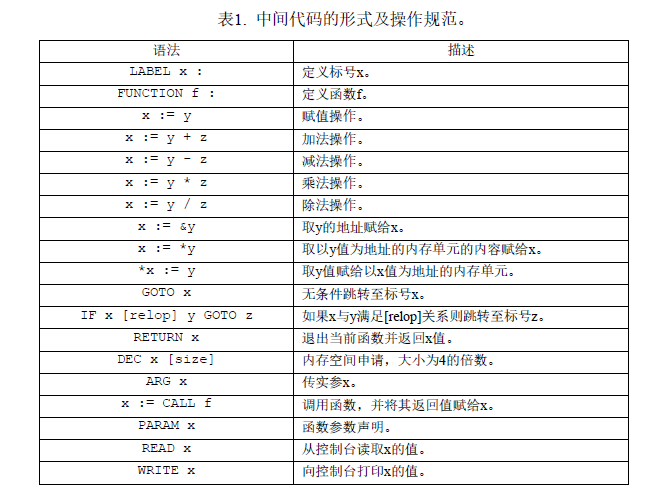 表1. 中间代码的形式及操作规范。
语法 描述
LABEL x : 定义标号x。
FUNCTION f : 定义函数f。
x := y 赋值操作。
x := y + z 加法操作。
x := y - z 减法操作。
x := y * z 乘法操作。
x := y / z 除法操作。
x := &y 取y的地址赋给x。
x := *y 取以y值为地址的内存单元的内容赋给x。
*x := y 取y值赋给以x值为地址的内存单元。
GOTO x 无条件跳转至标号x。
IF x [relop] y GOTO z 如果x与y满足[relop]关系则跳转至标号z。
RETURN x 退出当前函数并返回x值。
DEC x [size] 内存空间申请，大小为4的倍数。
ARG x 传实参x。
x := CALL f 调用函数，并将其返回值赋给x。
PARAM x 函数参数声明。
READ x 从控制台读取x的值。
WRITE x 向控制台打印x的值。